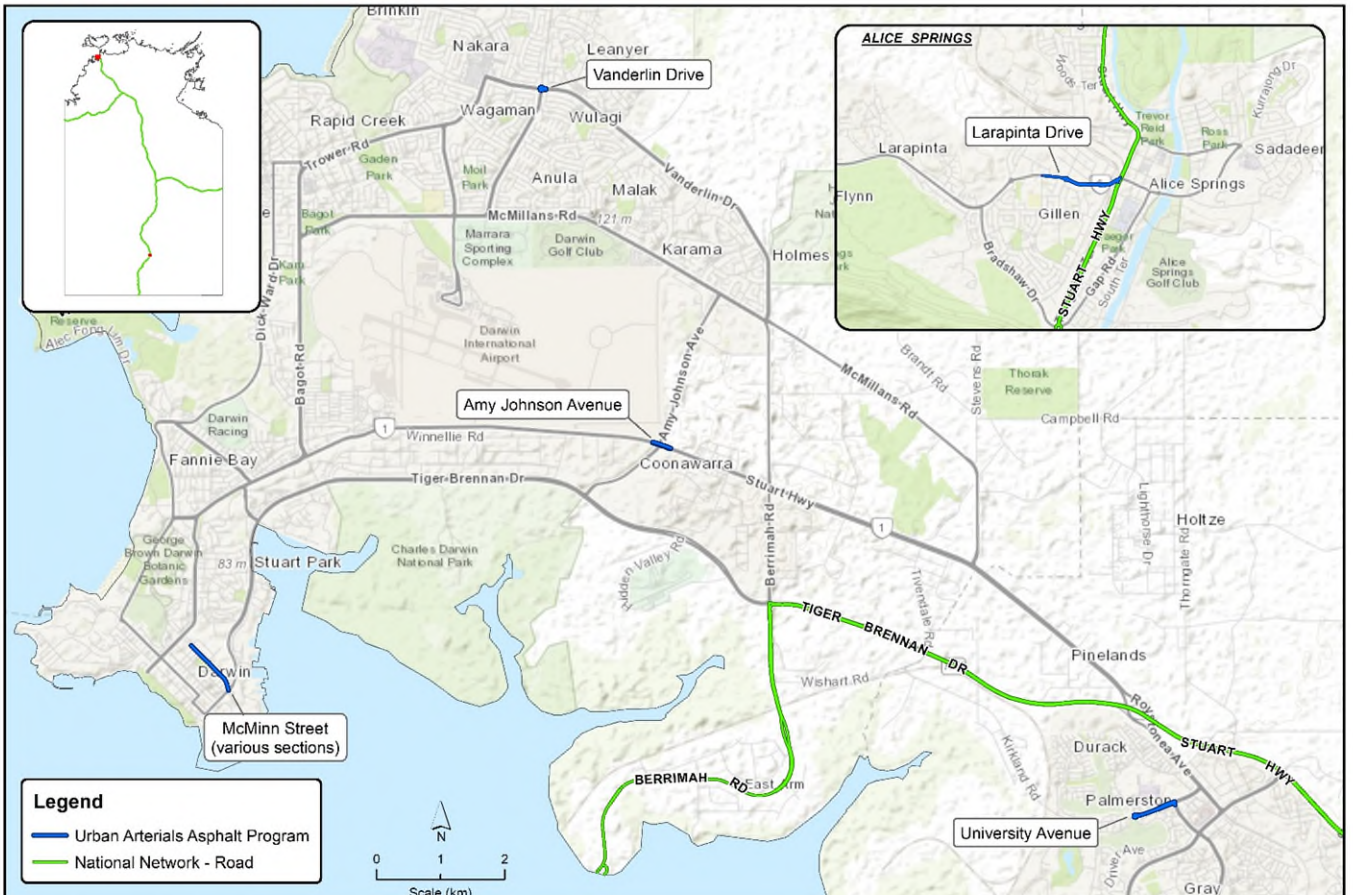 Brinkin
Nakara
Leanyer
Vanderlin Drive
Wagaman
Wulagi
Rapid Creek
Trower Rd
Gaden
Park
Moil
Park
Anula
Malak
Vanderlin Dr
Bagot
Park
McMillans Rd
121 m
Marrara
Sporting
Complex
Darwin
Golf Club
Karama
Holmes
Dick Ward Dr
Bagot Rd
Darwin
International
Airport
Amy Johnson Ave
McMillans Rd
Brandt Rd
Stevens Rd
Thorak
Reserve
Campbell Rd
Reserve
Alec Fong Lim Dr
Amy Johnson Avenue
Darwin
Racing
Fannie Bay
1
Winnellie Rd
Coonawarra
Stuart Hwy
Tiger Brennan Dr
1
Lighthorse Dr
Holtze
Thorngate Rd
George
Brown Darwin
Botanic
Gardens
83 m
Stuart Park
Charles Darwin
National Park
Hidden Valley Rd
Berrimah Rd
Tivendale Rd
TIGER BRENNAN DR
Pinelands
Wishart Rd
Darwin
McMinn Street
(various sections)
Durack
STUART HWY
Kirkland Rd
BERRIMAH RD
Palmerston
University Avenue
Driver Ave
Gray
ALICE SPRINGS
Larapinta Drive
Trevor
Reid
Park
Ross
Park
Kurrajong Dr
Larapinta
Alice Springs
Flynn
Gillen
Bradshaw Dr
STUART HWY
Gap Rd
South Ter
Alice
Springs
Golf Club
Legend
Urban Arterials Asphalt Program
National Network - Road
N
0 1 2
Scale (km)